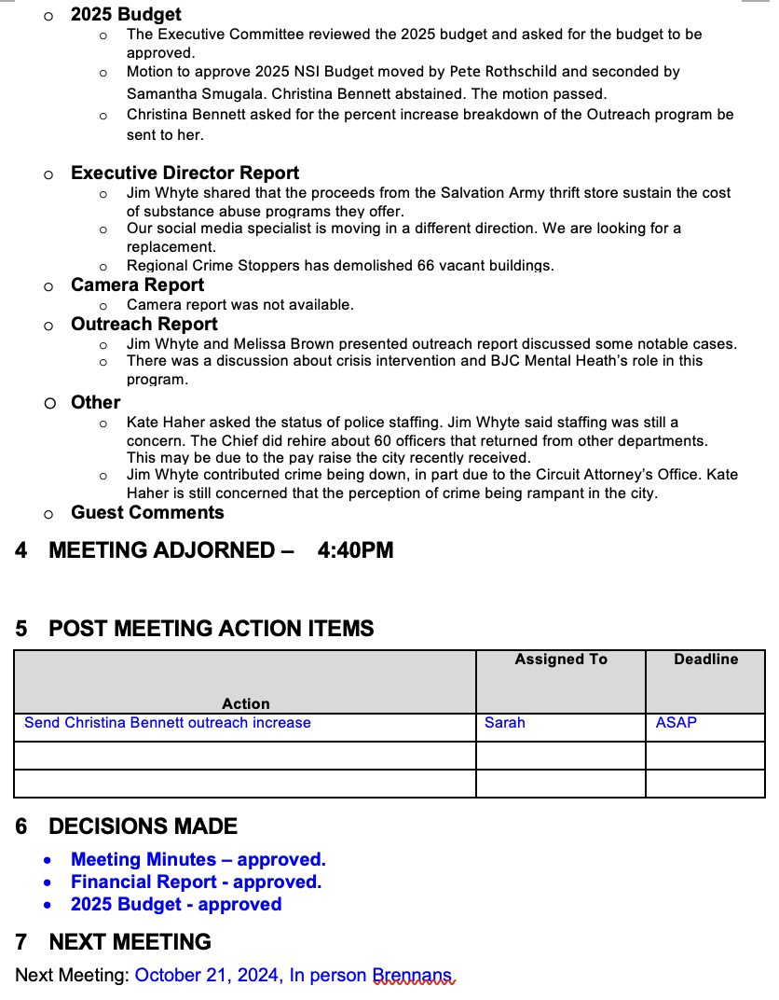 o 2025 Budget
o The Executive Committee reviewed the 2025 budget and asked for the budget to be
approved.
o Motion to approve 2025 NSI Budget moved by Pete Rothschild and seconded by
Samantha Smugala. Christina Bennett abstained. The motion passed.
o Christina Bennett asked for the percent increase breakdown of the Outreach program be
sent to her.
o Executive Director Report
o Jim Whyte shared that the proceeds from the Salvation Army thrift store sustain the cost
of substance abuse programs they offer.
o Our social media specialist is moving in a different direction. We are looking for a
replacement.
o Regional Crime Stoppers has demolished 66 vacant buildings.
o Camera Report
o Camera report was not available.
o Outreach Report
o Jim Whyte and Melissa Brown presented outreach report discussed some notable cases.
o There was a discussion about crisis intervention and BJC Mental Heath’s role in this
program.
o Other
o Kate Haher asked the status of police staffing. Jim Whyte said staffing was still a
concern. The Chief did rehire about 60 officers that returned from other departments.
This may be due to the pay raise the city recently received.
o Jim Whyte contributed crime being down, in part due to the Circuit Attorney’s Office. Kate
Haher is still concerned that the perception of crime being rampant in the city.
o Guest Comments
4 MEETING ADJORNED – 4:40PM
5 POST MEETING ACTION ITEMS
Action Assigned To Deadline
Send Christina Bennett outreach increase Sarah ASAP
6 DECISIONS MADE
• Meeting Minutes – approved.
• Financial Report - approved.
• 2025 Budget - approved
7 NEXT MEETING
Next Meeting: October 21, 2024, In person Brennans.